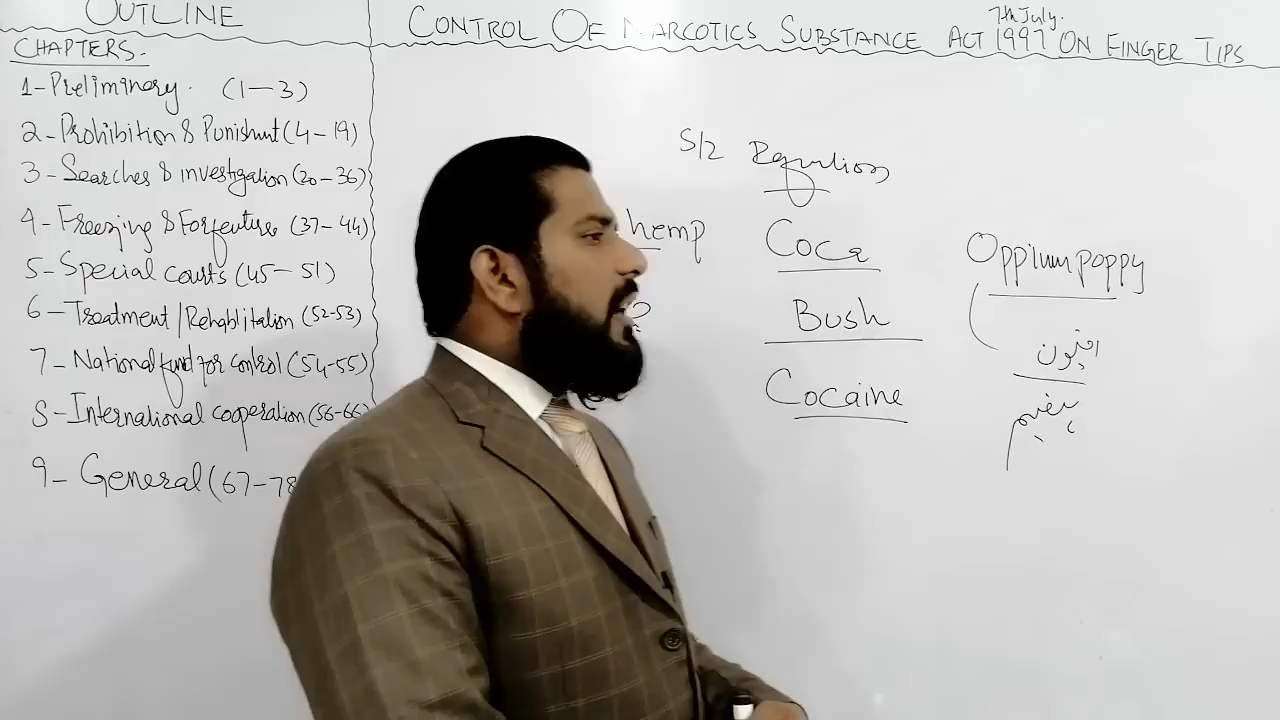 OUTLINE
CHAPTERS-
1-Preliminary. (1-3)
2-Prohibition & Punishmt (4-19)
3-Searches & investigation (20-36)
4-Freezing & Forfeuture (37-44)
5-Special courts (45-51)
6-Treatment/Rehablitation (52-53)
7-National fund for control (54-55)
8-International cooperation (56-66)
9-General (67-78
CONTROL OF NARCOTICS SUBSTANCE ACT 1997 ON FINGER TIPS
7th July.
S/2
hemp
Coca
Bush
Cocaine
Oppium poppy
افیون